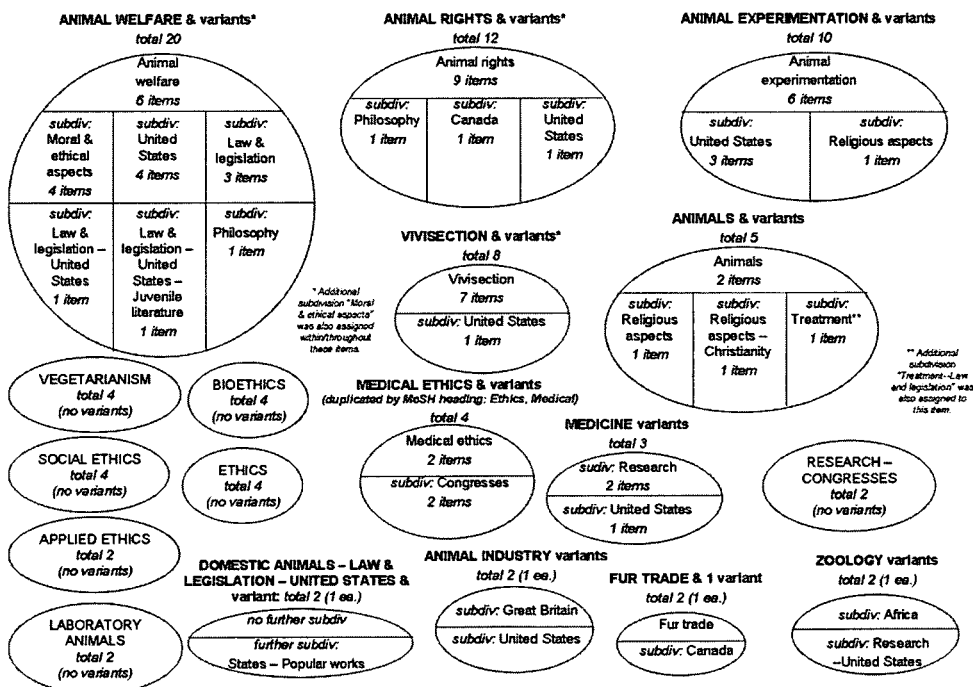 ANIMAL WELFARE & variants*
total 20
Animal
welfare
6 items
subdiv:
Moral &
ethical
aspects
4 items
subdiv:
United
States
4 items
subdiv:
Law &
legislation
3 items
subdiv:
Law &
legislation –
United
States
1 item
subdiv:
Law &
legislation –
United
States –
Juvenile
literature
1 item
subdiv:
Philosophy
1 item
ANIMAL RIGHTS & variants*
total 12
Animal rights
9 items
subdiv:
Philosophy
1 item
subdiv:
Canada
1 item
subdiv:
United
States
1 item
ANIMAL EXPERIMENTATION & variants
total 10
Animal
experimentation
6 items
subdiv:
United States
3 items
subdiv:
Religious aspects
1 item
VIVISECTION & variants*
total 8
Vivisection
7 items
subdiv: United States
1 item
* Additional
subdivision "Moral
& ethical aspects"
was also assigned
within/throughout
these items.
ANIMALS & variants
total 5
Animals
2 items
subdiv:
Religious
aspects
1 item
subdiv:
Religious
aspects –
Christianity
1 item
subdiv:
Treatment**
1 item
** Additional
subdivision
"Treatment--Law
and legislation" was
also assigned to
this item.
VEGETARIANISM
total 4
(no variants)
BIOETHICS
total 4
(no variants)
MEDICAL ETHICS & variants
(duplicated by MeSH heading: Ethics, Medical)
total 4
Medical ethics
2 items
subdiv: Congresses
2 items
MEDICINE variants
total 3
sudiv: Research
2 items
subdiv: United States
1 item
RESEARCH –
CONGRESSES
total 2
(no variants)
SOCIAL ETHICS
total 4
(no variants)
ETHICS
total 4
(no variants)
APPLIED ETHICS
total 2
(no variants)
LABORATORY
ANIMALS
total 2
(no variants)
DOMESTIC ANIMALS – LAW &
LEGISLATION – UNITED STATES &
variant: total 2 (1 ea.)
no further subdiv
further subdiv:
States – Popular works
ANIMAL INDUSTRY variants
total 2 (1 ea.)
subdiv: Great Britain
subdiv: United States
FUR TRADE & 1 variant
total 2 (1 ea.)
Fur trade
subdiv: Canada
ZOOLOGY variants
total 2 (1 ea.)
subdiv: Africa
subdiv: Research
–United States